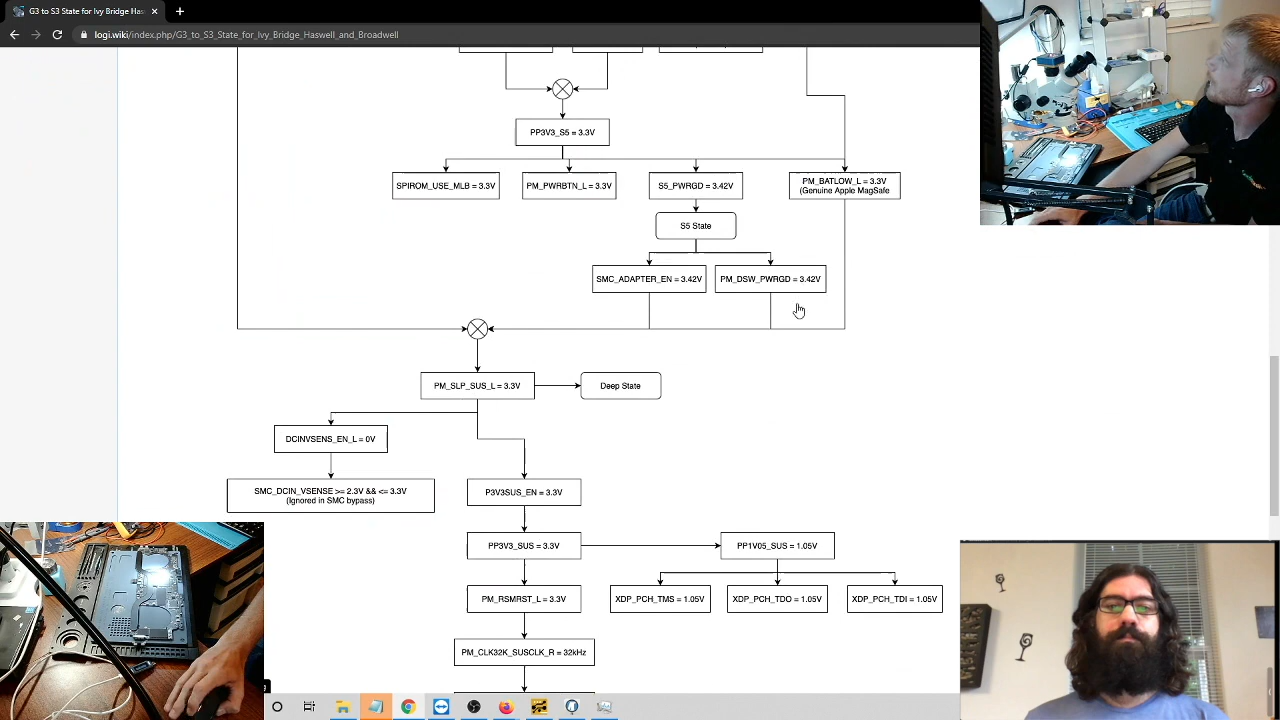 G3 to S3 State for Ivy Bridge Has
logi.wiki/index.php/G3_to_S3_State_for_Ivy_Bridge_Haswell_and_Broadwell
PP3V3_S5 = 3.3V
SPIROM_USE_MLB = 3.3V
PM_PWRBTN_L = 3.3V
S5_PWRGD = 3.42V
PM_BATLOW_L = 3.3V
(Genuine Apple MagSafe
S5 State
SMC_ADAPTER_EN = 3.42V
PM_DSW_PWRGD = 3.42V
PM_SLP_SUS_L = 3.3V
Deep State
DCINVSENS_EN_L = 0V
SMC_DCIN_VSENSE >= 2.3V && <= 3.3V
(Ignored in SMC bypass)
P3V3SUS_EN = 3.3V
PP3V3_SUS = 3.3V
PP1V05_SUS = 1.05V
PM_RSMRST_L = 3.3V
XDP_PCH_TMS = 1.05V
XDP_PCH_TDO = 1.05V
XDP_PCH_TDI = 1.05V
PM_CLK32K_SUSCLK_R = 32kHz